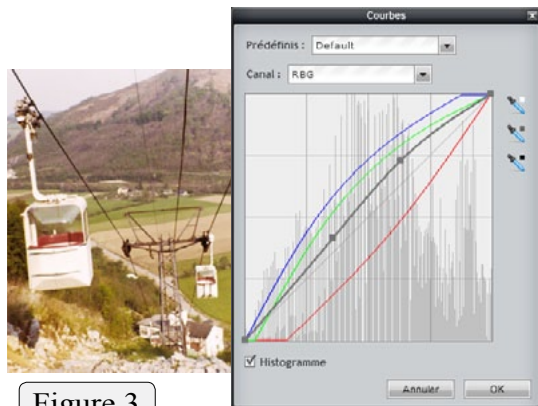 Courbes
Prédéfinis : Default
Canal : RBG
Histogramme
Annuler OK
Figure 3